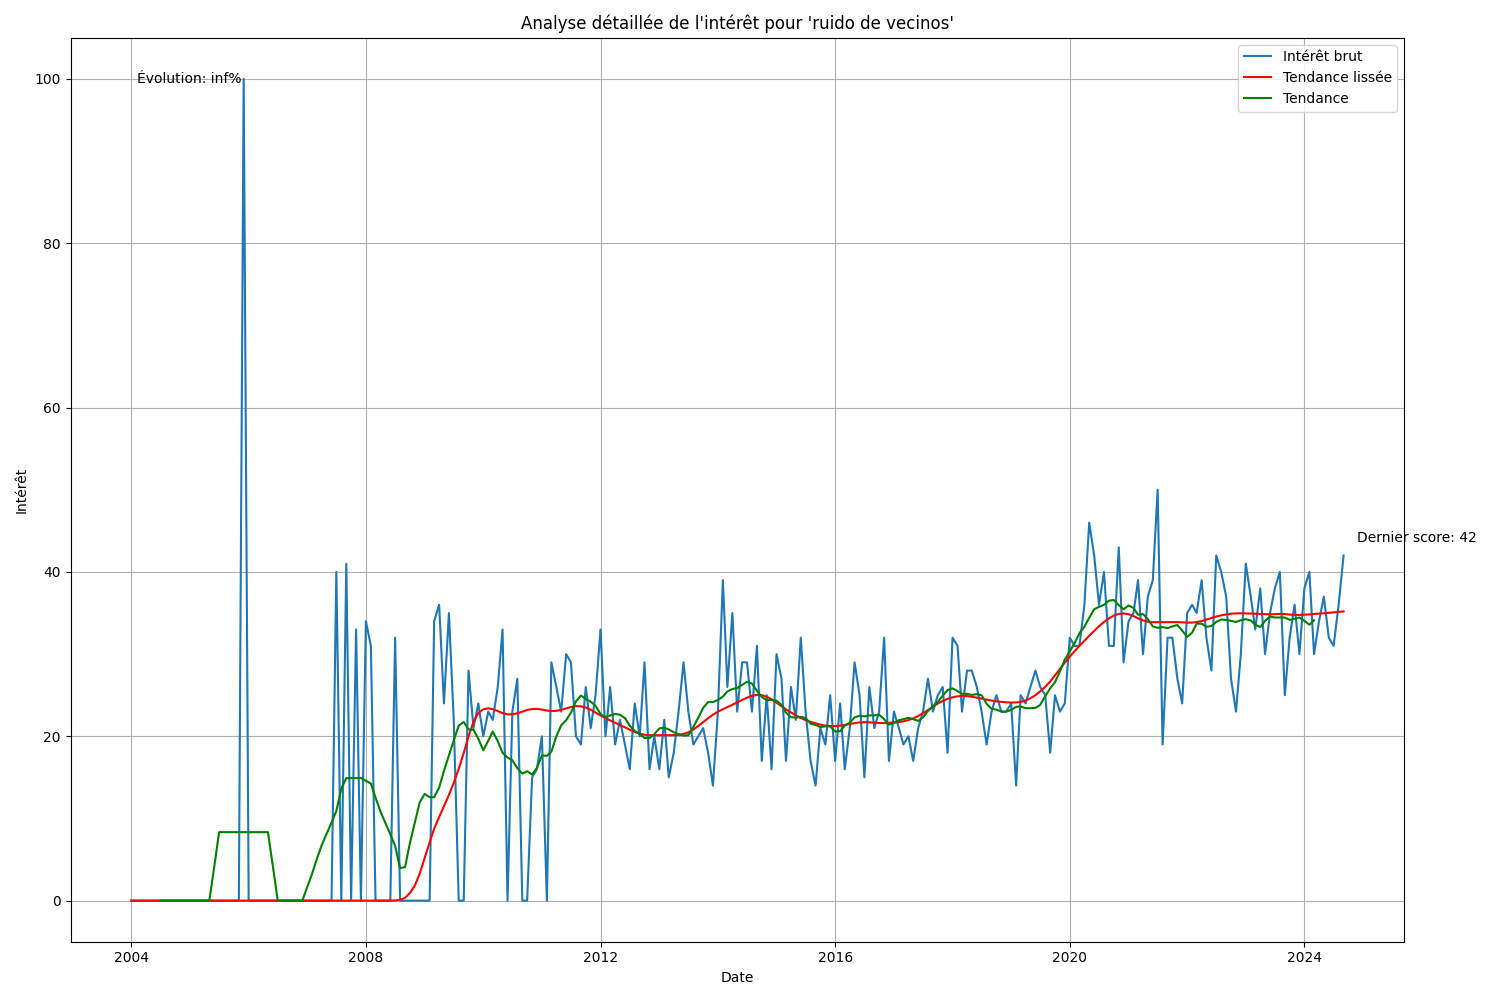 Analyse détaillée de l'intérêt pour 'ruido de vecinos'
Évolution: inf%
Intérêt brut
Tendance lissée
Tendance
Dernier score: 42
Intérêt
100
80
60
40
20
0
2004
2008
2012
2016
2020
2024
Date